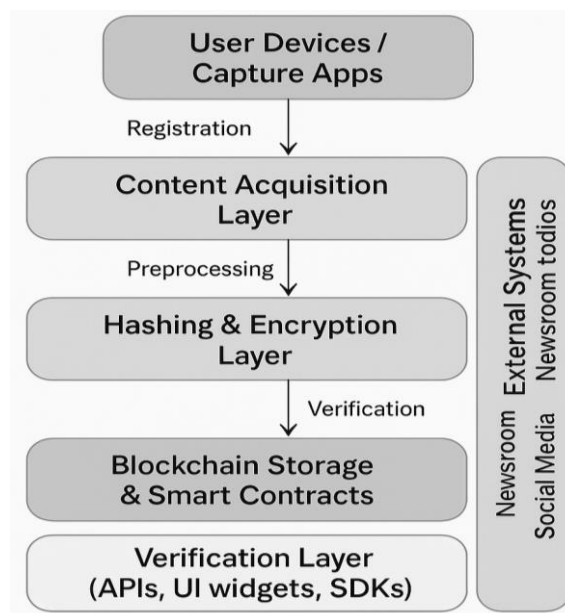 User Devices /
Capture Apps
Registration
Content Acquisition
Layer
Preprocessing
Hashing & Encryption
Layer
Verification
Blockchain Storage
& Smart Contracts
Verification Layer
(APIs, UI widgets, SDKs)
External Systems
Newsroom todios
Newsroom
Social Media